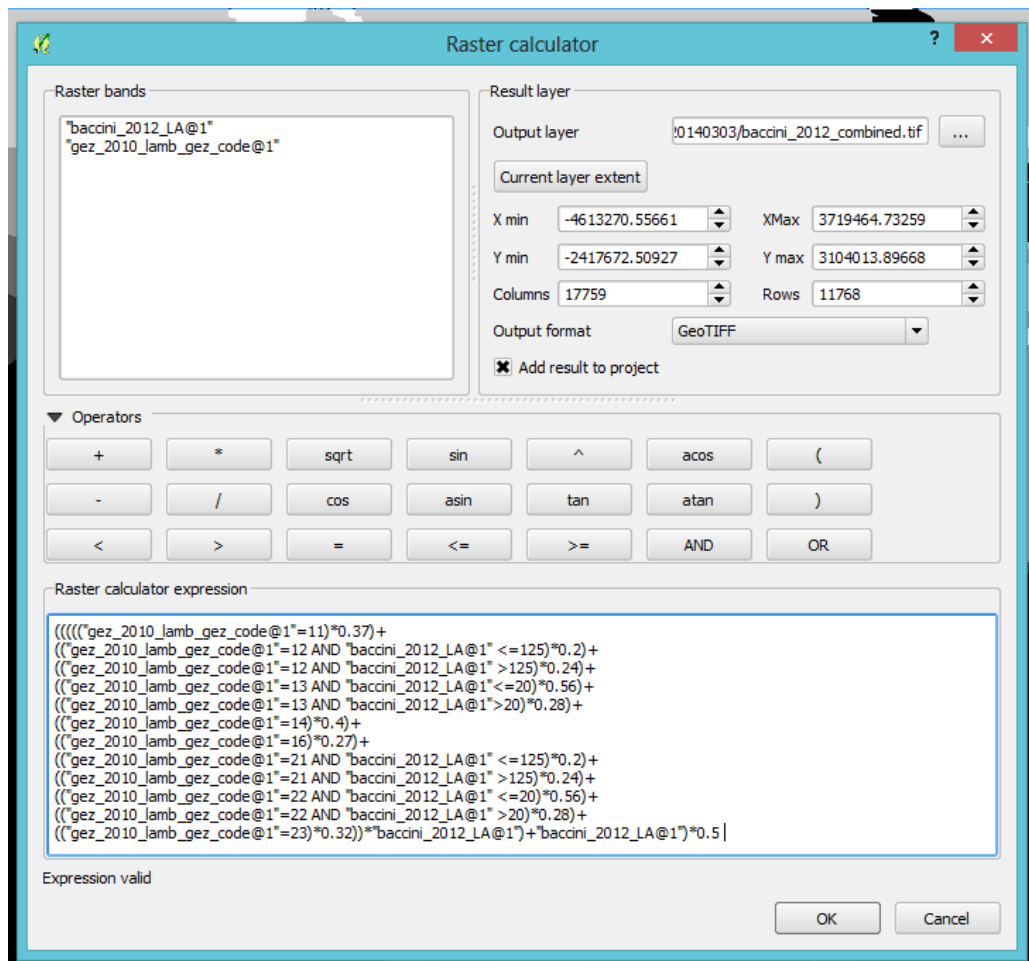 Raster calculator
?
×
Raster bands
"baccini_2012_LA@1"
"gez_2010_lamb_gez_code@1"
Result layer
Output layer !0140303/baccini_2012_combined.tif ...
Current layer extent
X min -4613270.55661 XMax 3719464.73259
Y min -2417672.50927 Y max 3104013.89668
Columns 17759 Rows 11768
Output format GeoTIFF
Add result to project
Operators
+ * sqrt sin ^ acos (
- / cos asin tan atan )
< > = <= >= AND OR
Raster calculator expression
((((("gez_2010_lamb_gez_code@1"=11)*0.37)+
(("gez_2010_lamb_gez_code@1"=12 AND "baccini_2012_LA@1" <=125)*0.2)+
(("gez_2010_lamb_gez_code@1"=12 AND "baccini_2012_LA@1" >125)*0.24)+
(("gez_2010_lamb_gez_code@1"=13 AND "baccini_2012_LA@1"<=20)*0.56)+
(("gez_2010_lamb_gez_code@1"=13 AND "baccini_2012_LA@1">20)*0.28)+
(("gez_2010_lamb_gez_code@1"=14)*0.4)+
(("gez_2010_lamb_gez_code@1"=16)*0.27)+
(("gez_2010_lamb_gez_code@1"=21 AND "baccini_2012_LA@1" <=125)*0.2)+
(("gez_2010_lamb_gez_code@1"=21 AND "baccini_2012_LA@1" >125)*0.24)+
(("gez_2010_lamb_gez_code@1"=22 AND "baccini_2012_LA@1" <=20)*0.56)+
(("gez_2010_lamb_gez_code@1"=22 AND "baccini_2012_LA@1" >20)*0.28)+
(("gez_2010_lamb_gez_code@1"=23)*0.32))*"baccini_2012_LA@1")+"baccini_2012_LA@1")*0.5
Expression valid
OK Cancel